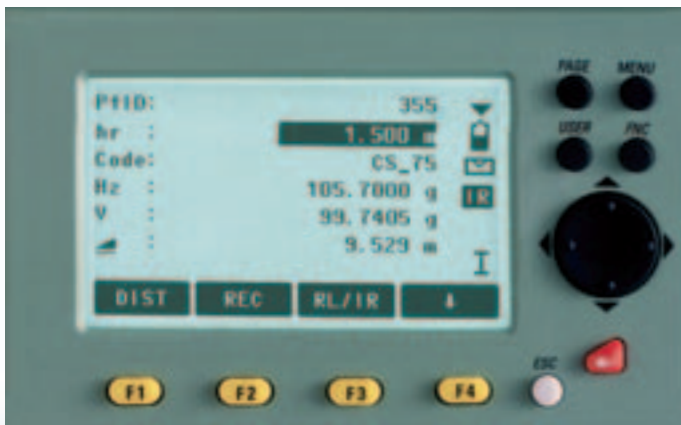 PAGE MENU
PtID: 355
hr : 1.500 m
USER FNC
Code: CS_75
Hz : 105.7000 g
IR
V : 99.7405 g
: 9.529 m
I
DIST REC RL/IR ↓
ESC
F1 F2 F3 F4